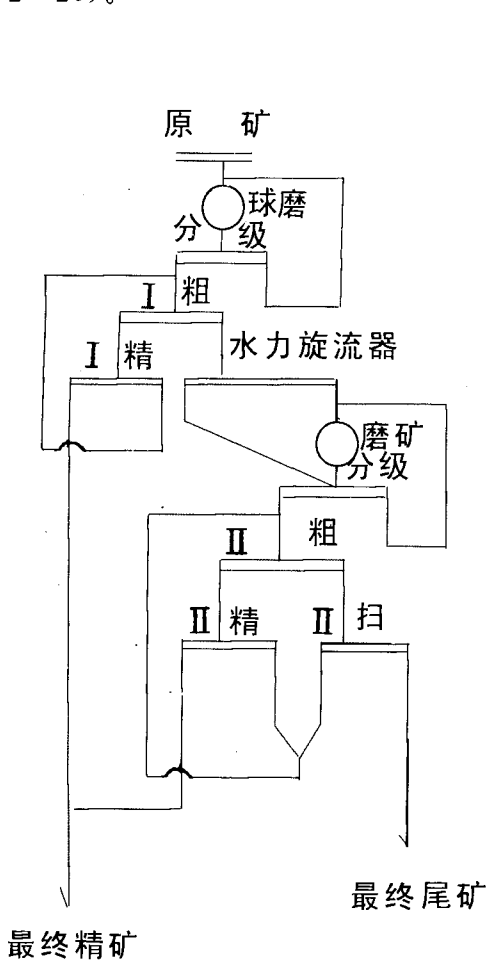 原 矿
球磨
分 级
Ⅰ 粗
Ⅰ 精
水力旋流器
磨矿
分级
Ⅱ 粗
Ⅱ 精
Ⅱ 扫
最终尾矿
最终精矿